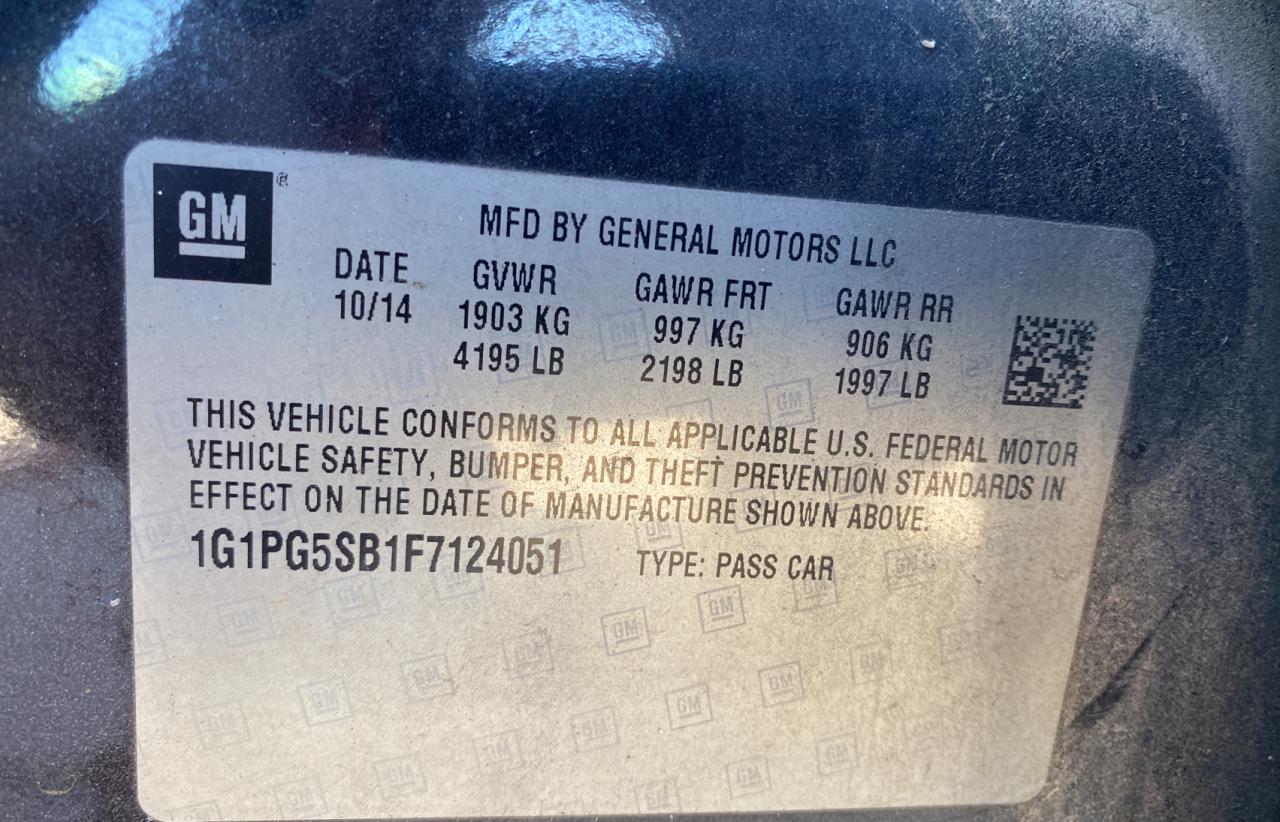 GM
MFD BY GENERAL MOTORS LLC
DATE GVWR GAWR FRT GAWR RR
10/14 1903 KG 997 KG 906 KG
4195 LB 2198 LB 1997 LB
THIS VEHICLE CONFORMS TO ALL APPLICABLE U.S. FEDERAL MOTOR
VEHICLE SAFETY, BUMPER, AND THEFT PREVENTION STANDARDS IN
EFFECT ON THE DATE OF MANUFACTURE SHOWN ABOVE.
1G1PG5SB1F7124051 TYPE: PASS CAR